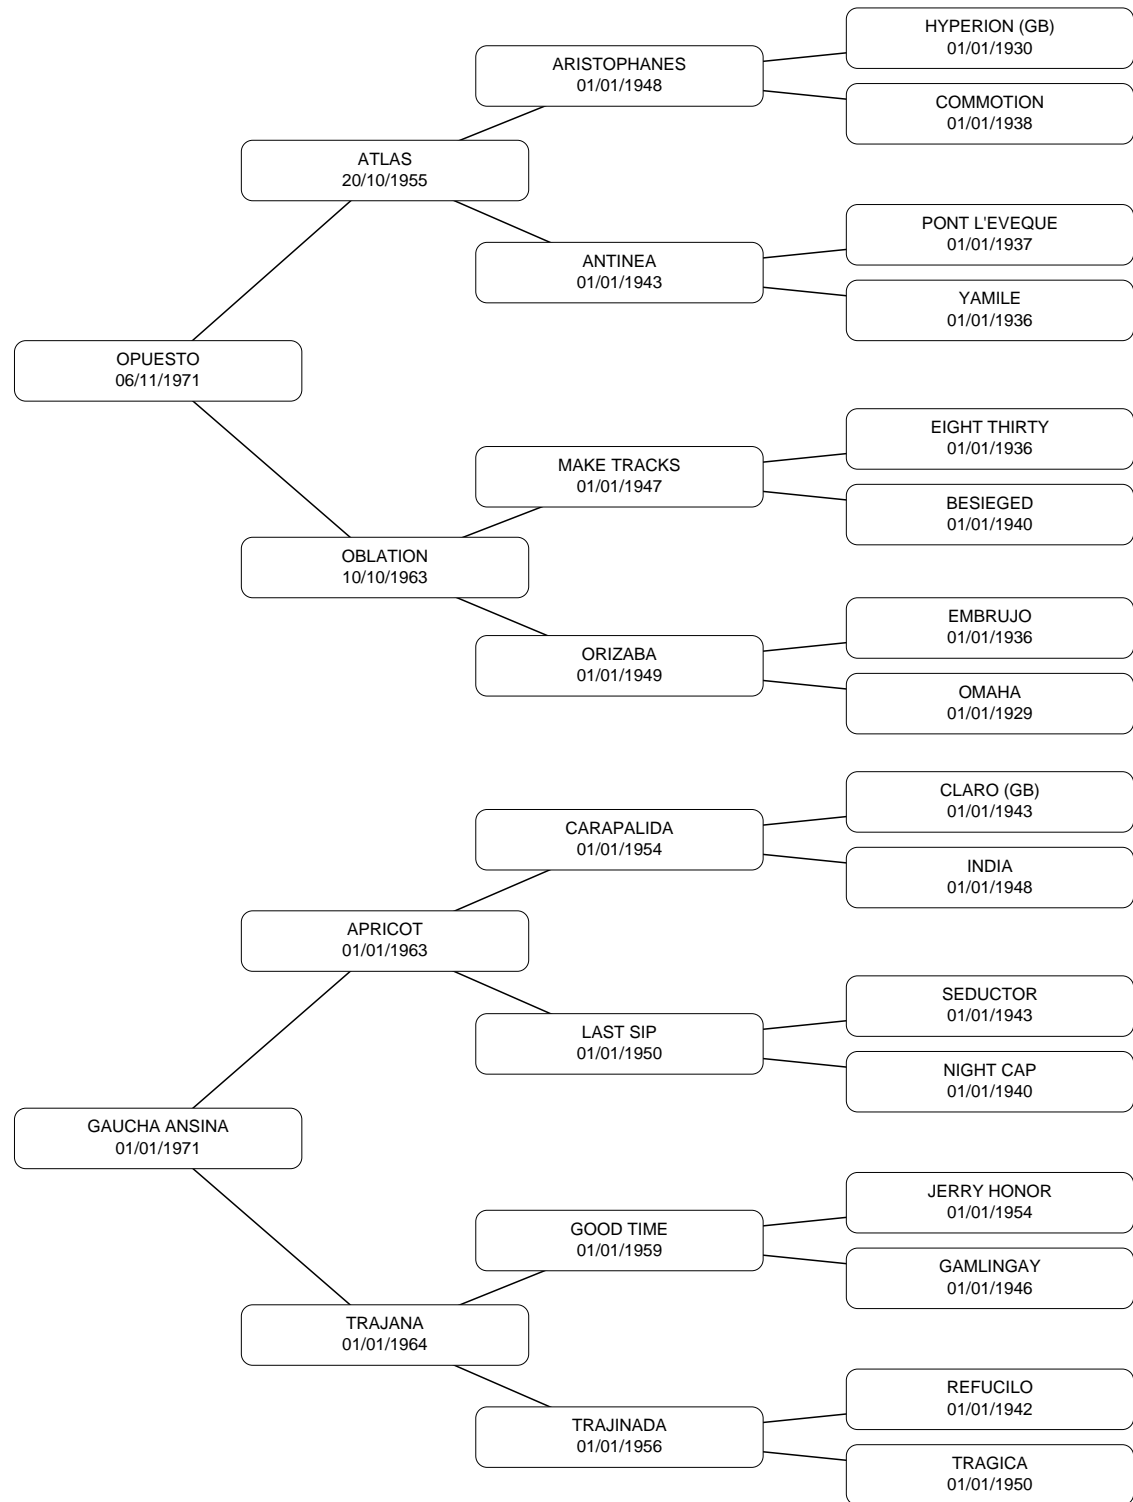 HYPERION (GB)
01/01/1930
ARISTOPHANES
01/01/1948
COMMOTION
01/01/1938
ATLAS
20/10/1955
PONT L'EVEQUE
01/01/1937
ANTINEA
01/01/1943
YAMILE
01/01/1936
OPUESTO
06/11/1971
EIGHT THIRTY
01/01/1936
MAKE TRACKS
01/01/1947
BESIEGED
01/01/1940
OBLATION
10/10/1963
EMBRUJO
01/01/1936
ORIZABA
01/01/1949
OMAHA
01/01/1929
CLARO (GB)
01/01/1943
CARAPALIDA
01/01/1954
INDIA
01/01/1948
APRICOT
01/01/1963
SEDUCTOR
01/01/1943
LAST SIP
01/01/1950
NIGHT CAP
01/01/1940
GAUCHA ANSINA
01/01/1971
JERRY HONOR
01/01/1954
GOOD TIME
01/01/1959
GAMLINGAY
01/01/1946
TRAJANA
01/01/1964
REFUCILO
01/01/1942
TRAJINADA
01/01/1956
TRAGICA
01/01/1950